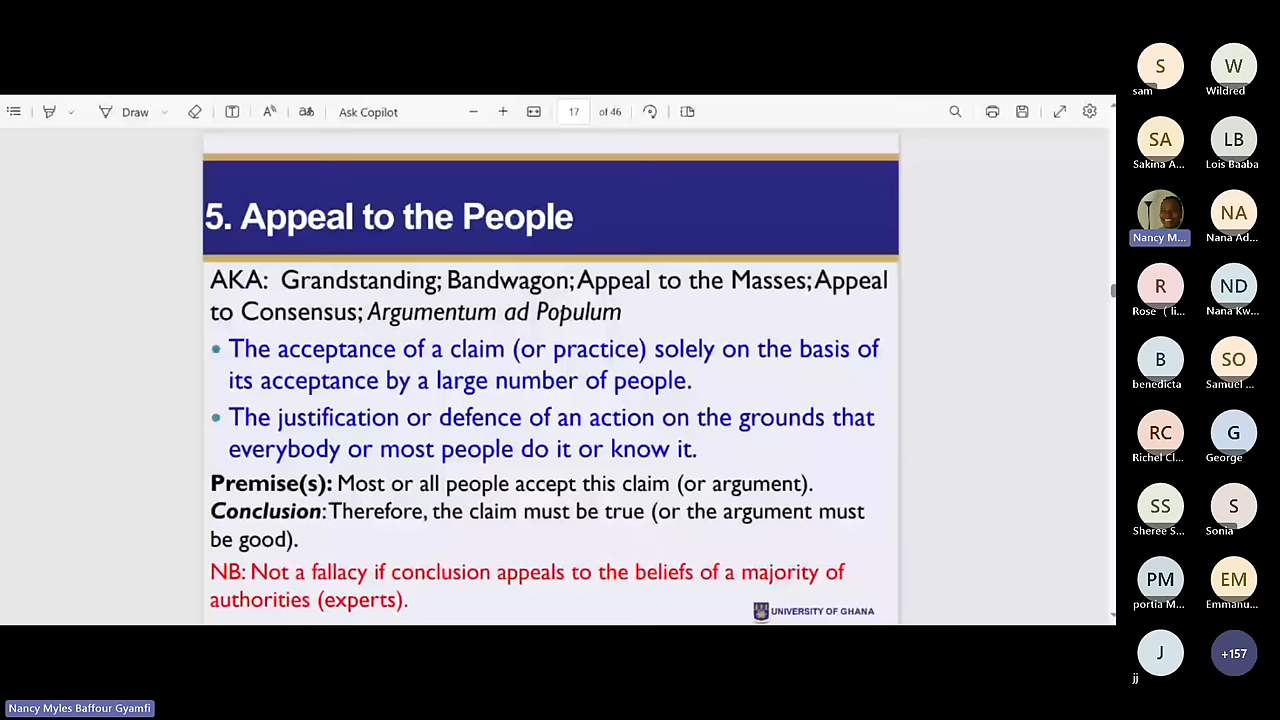 Draw
Ask Copilot
17 of 46
5. Appeal to the People
AKA: Grandstanding; Bandwagon; Appeal to the Masses; Appeal
to Consensus; Argumentum ad Populum
• The acceptance of a claim (or practice) solely on the basis of
its acceptance by a large number of people.
• The justification or defence of an action on the grounds that
everybody or most people do it or know it.
Premise(s): Most or all people accept this claim (or argument).
Conclusion: Therefore, the claim must be true (or the argument must
be good).
NB: Not a fallacy if conclusion appeals to the beliefs of a majority of
authorities (experts).
UNIVERSITY OF GHANA
S
sam
W
Wildred
SA
Sakina A...
LB
Lois Baaba
Nancy M...
NA
Nana Ad...
R
Rose ( li...
ND
Nana Kw...
B
benedicta
SO
Samuel ...
RC
Richel Cl...
G
George
SS
Sheree S...
S
Sonia
PM
portia M...
EM
Emmanu...
J
jj
+157
Nancy Myles Baffour Gyamfi